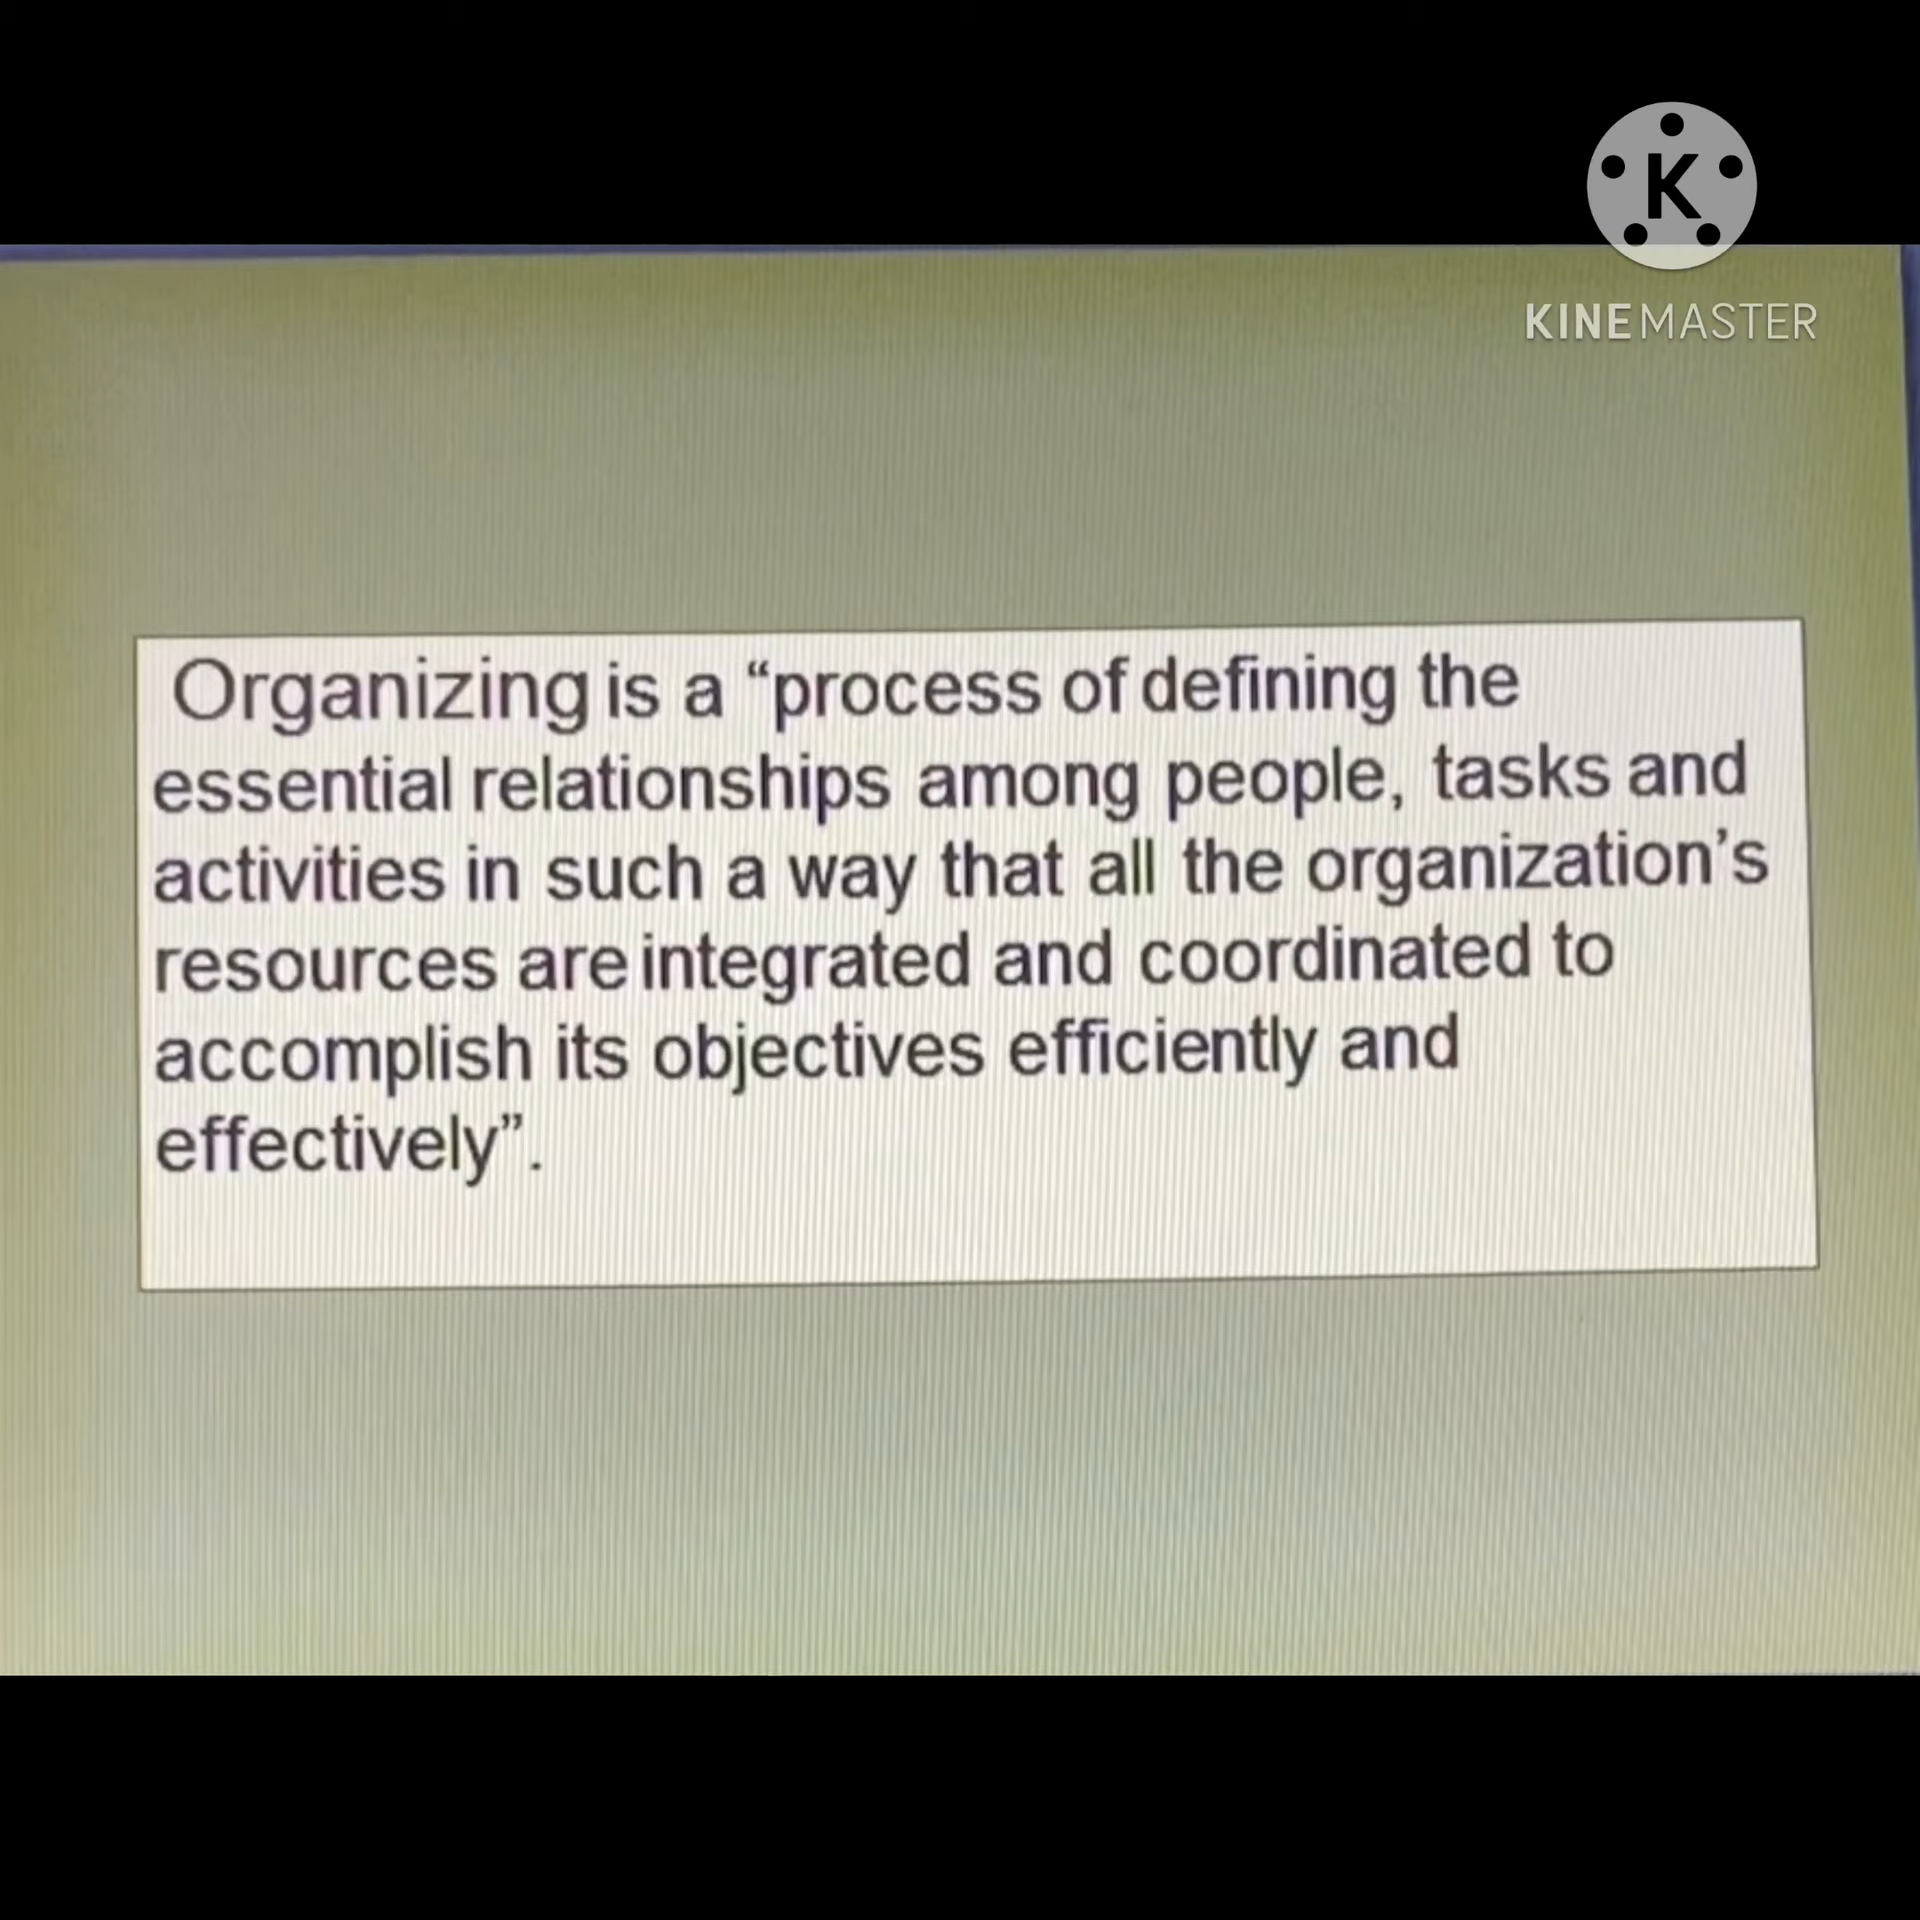 K
KINEMASTER
Organizing is a “process of defining the
essential relationships among people, tasks and
activities in such a way that all the organization’s
resources are integrated and coordinated to
accomplish its objectives efficiently and
effectively”.